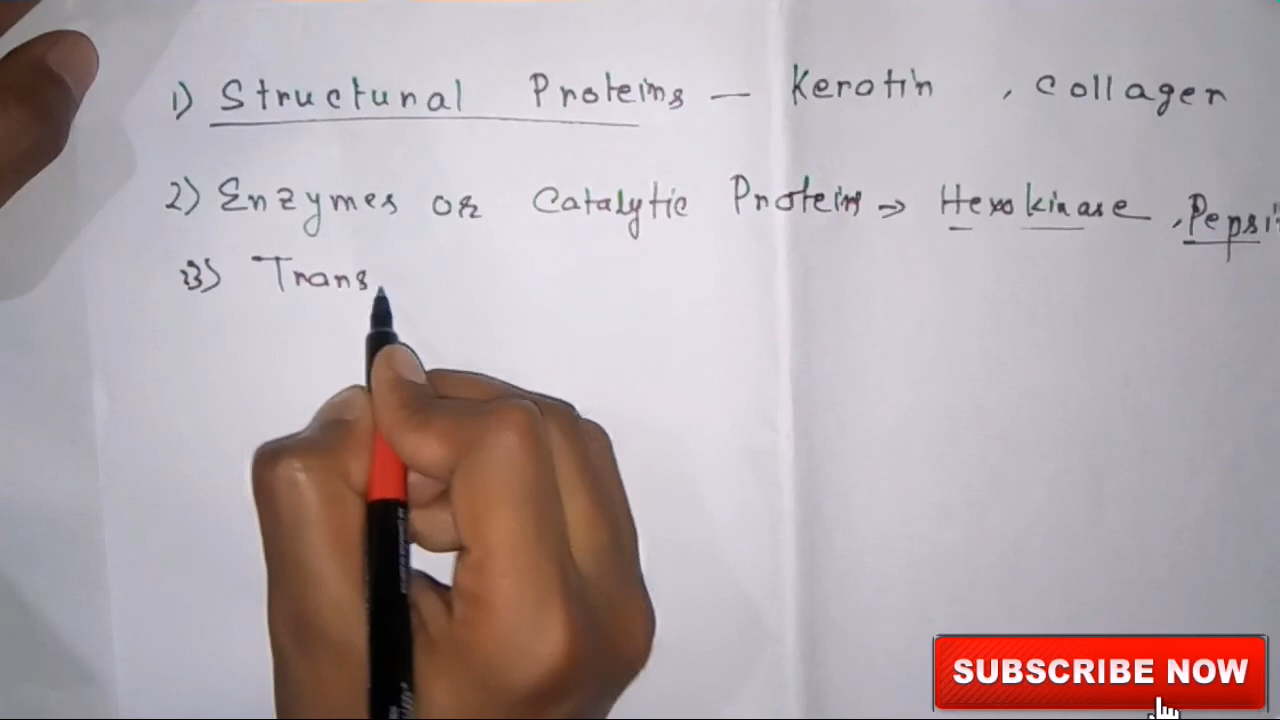 1) Structural Proteins — Kerotin , Collagen
2) Enzymes or Catalytic Proteins → Hexokinase , Pepsi
3) Trans
SUBSCRIBE NOW